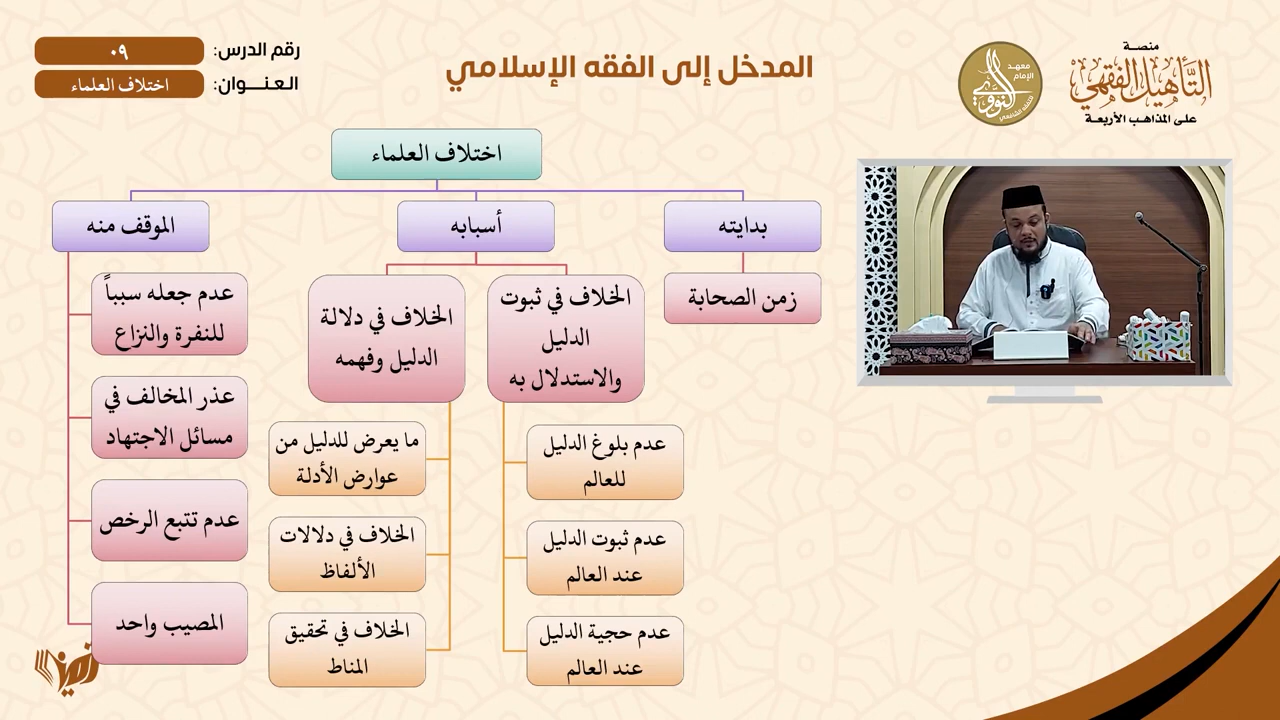 منصة
التأهيل الفقهي
على المذاهب الأربعة
معهد
الإمام
النووي
المدخل إلى الفقه الإسلامي
رقم الدرس:
٠٩
العنـــوان:
اختلاف العلماء
اختلاف العلماء
بدايته
أسبابه
الموقف منه
زمن الصحابة
الخلاف في ثبوت
الدليل
والاستدلال به
عدم بلوغ الدليل
للعالم
عدم ثبوت الدليل
عند العالم
عدم حجية الدليل
عند العالم
الخلاف في دلالة
الدليل وفهمه
ما يعرض للدليل من
عوارض الأدلة
الخلاف في دلالات
الألفاظ
الخلاف في تحقيق
المناط
عدم جعله سبباً
للنفرة والنزاع
عذر المخالف في
مسائل الاجتهاد
عدم تتبع الرخص
المصيب واحد